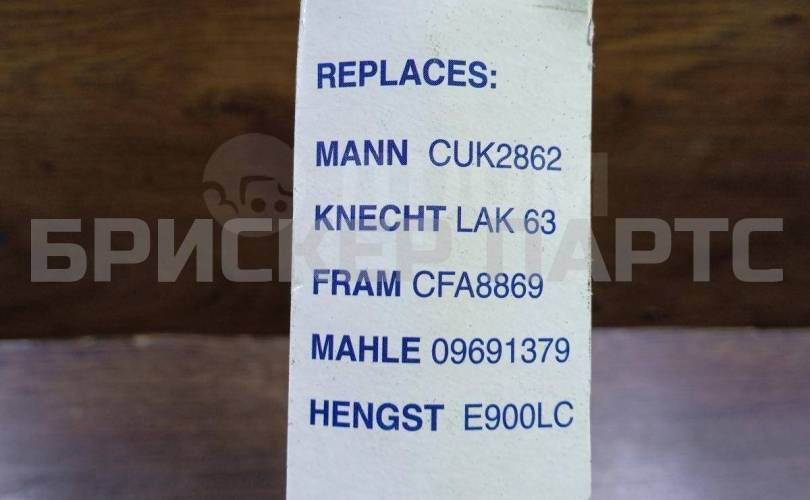 REPLACES:
MANN CUK2862
KNECHT LAK 63
БРИСКЕР ПАРТС
FRAM CFA8869
MAHLE 09691379
HENGST E900LC